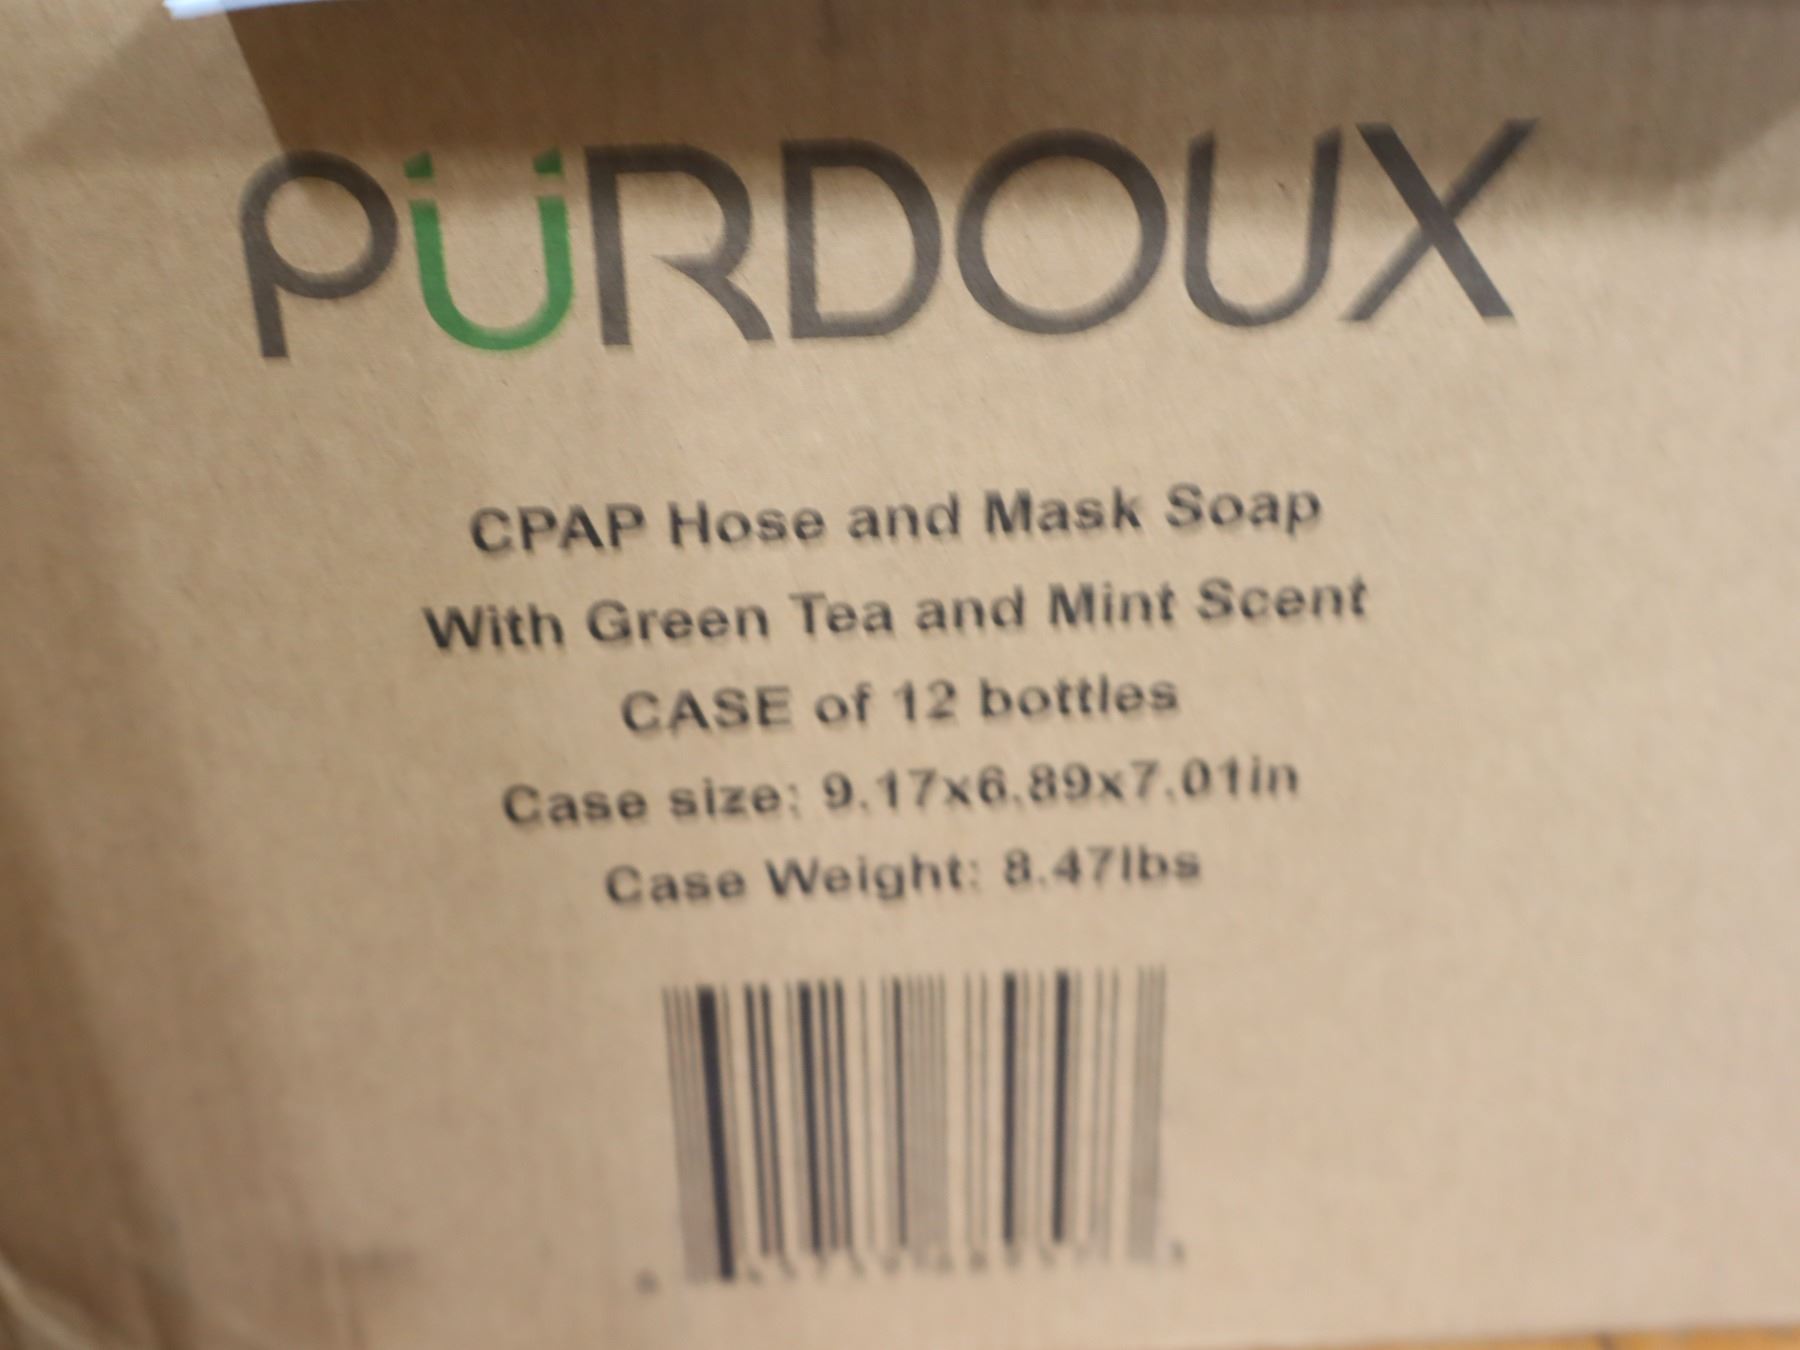 PÜRDOUX
CPAP Hose and Mask Soap
With Green Tea and Mint Scent
CASE of 12 bottles
Case size: 9.17x6.89x7.01in
Case Weight: 8.47lbs